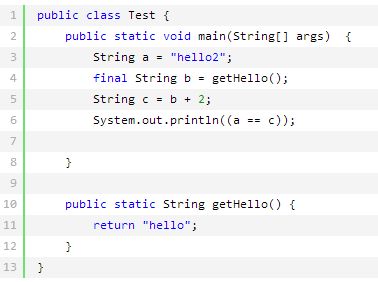 1 public class Test {
2     public static void main(String[] args)  {
3         String a = "hello2";
4         final String b = getHello();
5         String c = b + 2;
6         System.out.println((a == c));
7
8     }
9
10     public static String getHello() {
11         return "hello";
12     }
13 }